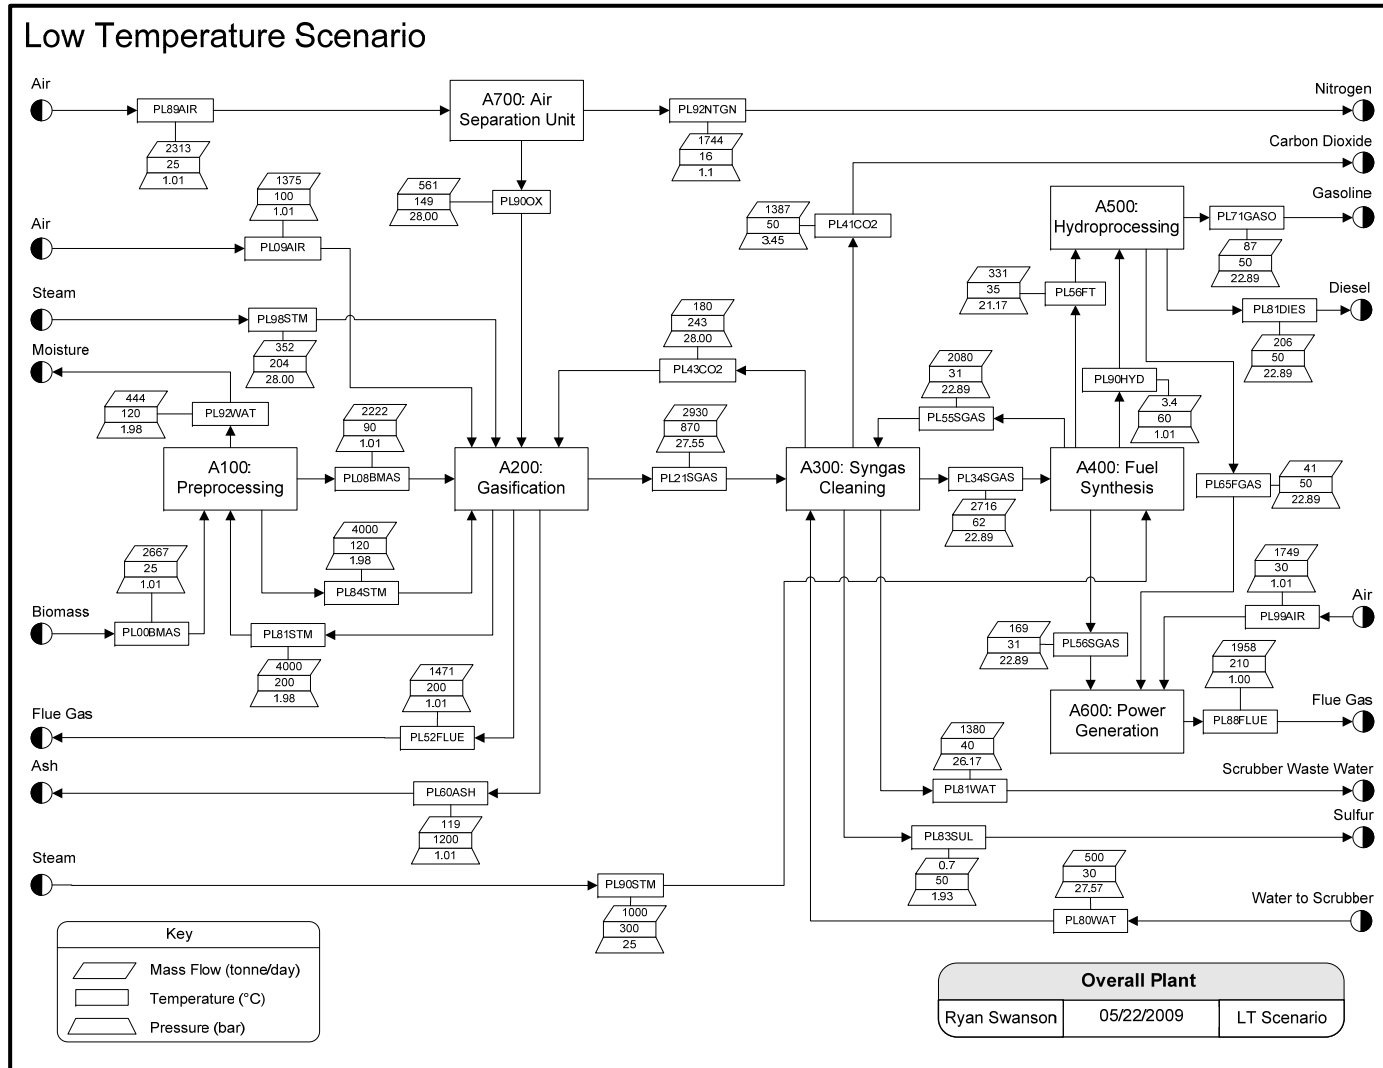 Low Temperature Scenario
Air
PL89AIR
2313
25
1.01
A700: Air
Separation Unit
PL92NTGN
1744
16
1.1
Nitrogen
Carbon Dioxide
1375
100
1.01
561
149
28.00
PL90OX
1387
50
3.45
PL41CO2
A500:
Hydroprocessing
PL71GASO
Gasoline
87
50
22.89
Air
PL09AIR
331
35
21.17
PL56FT
Steam
PL98STM
352
204
28.00
180
243
28.00
PL43CO2
PL81DIES
Diesel
206
50
22.89
Moisture
444
120
1.98
PL92WAT
2222
90
1.01
2080
31
22.89
PL55SGAS
PL90HYD
3.4
60
1.01
2930
870
27.55
A100:
Preprocessing
PL08BMAS
A200:
Gasification
PL21SGAS
A300: Syngas
Cleaning
PL34SGAS
2716
62
22.89
A400: Fuel
Synthesis
PL65FGAS
41
50
22.89
4000
120
1.98
PL84STM
2667
25
1.01
1749
30
1.01
Biomass
PL00BMAS
PL81STM
4000
200
1.98
169
31
22.89
PL56SGAS
PL99AIR
Air
1471
200
1.01
1958
210
1.00
Flue Gas
PL52FLUE
A600: Power
Generation
PL88FLUE
Flue Gas
Ash
PL60ASH
119
1200
1.01
1380
40
26.17
PL81WAT
Scrubber Waste Water
PL83SUL
0.7
50
1.93
Sulfur
Steam
PL90STM
1000
300
25
500
30
27.57
PL80WAT
Water to Scrubber
Key
Mass Flow (tonne/day)
Temperature (°C)
Pressure (bar)
Overall Plant
Ryan Swanson
05/22/2009
LT Scenario